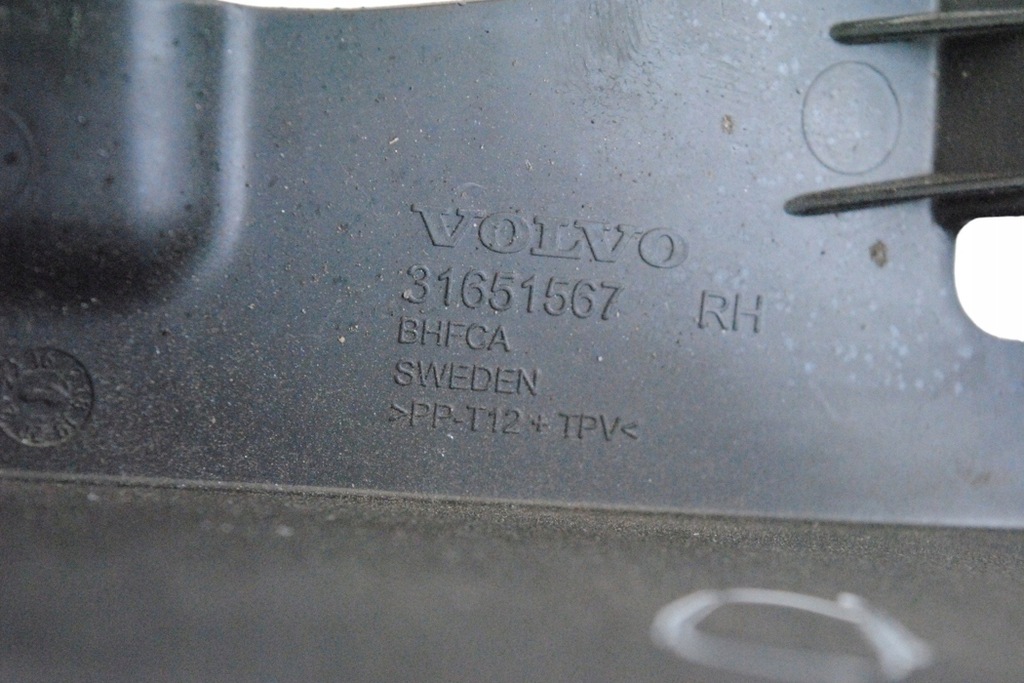 VOLVO
31651567 RH
BHFCA
SWEDEN
>PP-T12 + TPV<